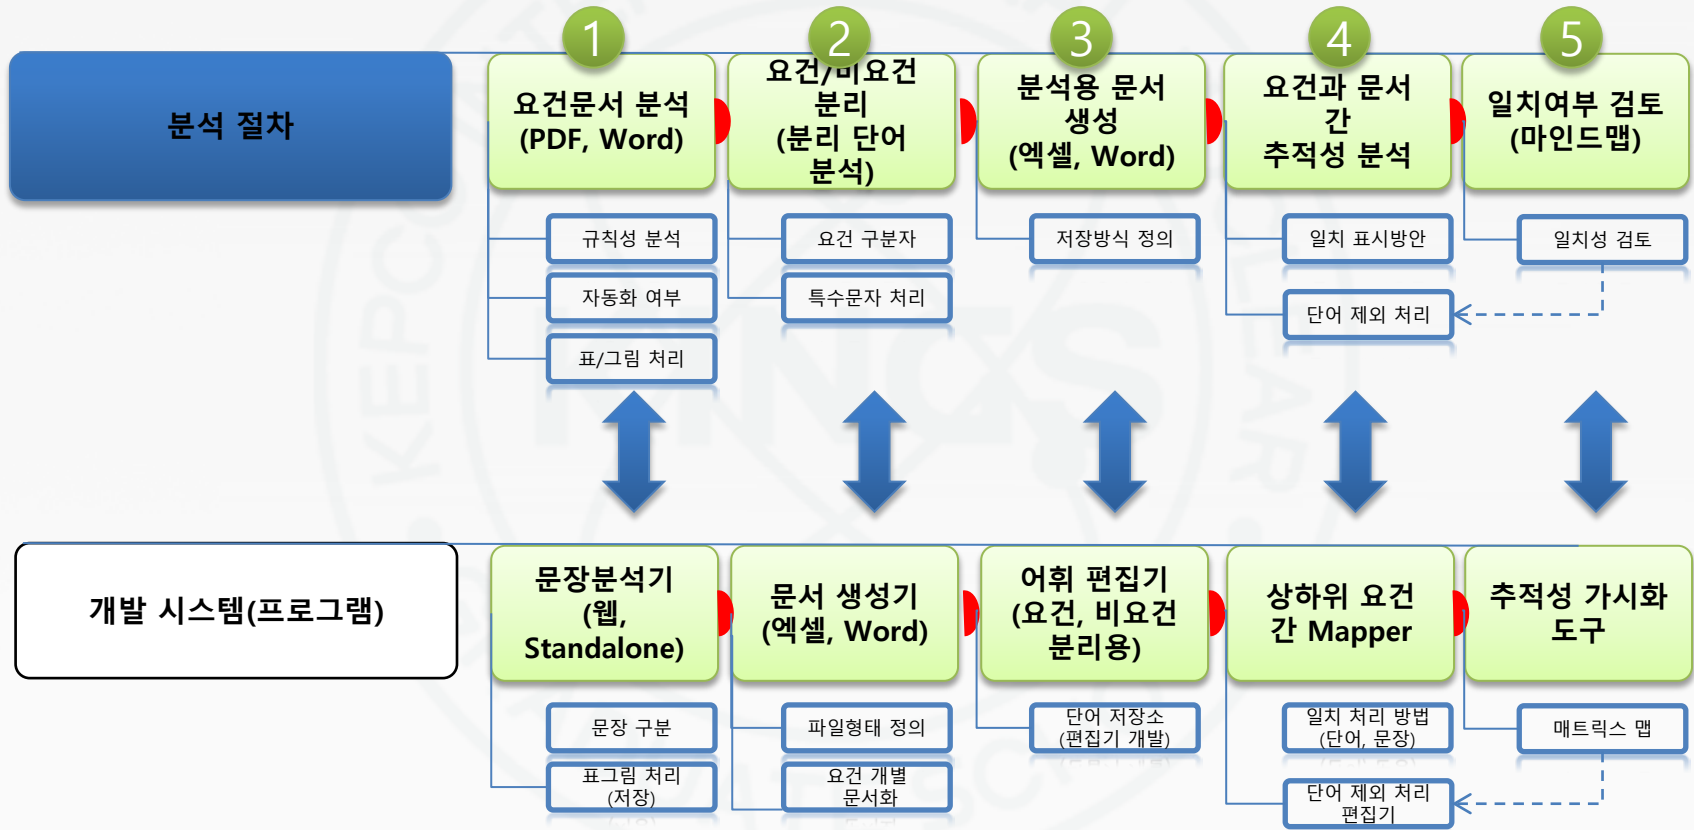 1
2
3
4
5
분석 절차
요건문서 분석
(PDF, Word)
요건/비요건
분리
(분리 단어
분석)
분석용 문서
생성
(엑셀, Word)
요건과 문서
간
추적성 분석
일치여부 검토
(마인드맵)
규칙성 분석
자동화 여부
표/그림 처리
요건 구분자
특수문자 처리
저장방식 정의
일치 표시방안
단어 제외 처리
일치성 검토
개발 시스템(프로그램)
문장분석기
(웹,
Standalone)
문서 생성기
(엑셀, Word)
어휘 편집기
(요건, 비요건
분리용)
상하위 요건
간 Mapper
추적성 가시화
도구
문장 구분
표그림 처리
(저장)
파일형태 정의
요건 개별
문서화
단어 저장소
(편집기 개발)
일치 처리 방법
(단어, 문장)
단어 제외 처리
편집기
매트릭스 맵